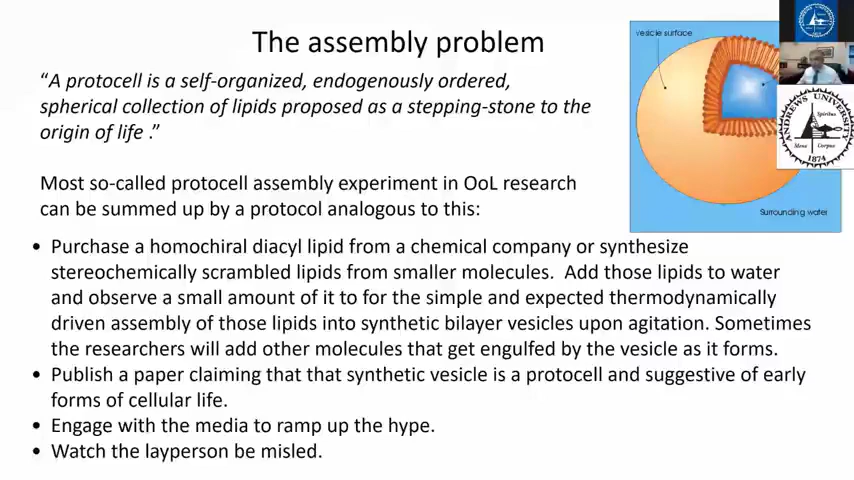 The assembly problem
vesicle surface
“A protocell is a self-organized, endogenously ordered,
spherical collection of lipids proposed as a stepping-stone to the
origin of life .”
ANDREWS UNIVERSITY
Spiritus
Mens Corpus
1874
Most so-called protocell assembly experiment in OoL research
can be summed up by a protocol analogous to this:
Surrounding water
• Purchase a homochiral diacyl lipid from a chemical company or synthesize
stereochemically scrambled lipids from smaller molecules. Add those lipids to water
and observe a small amount of it to for the simple and expected thermodynamically
driven assembly of those lipids into synthetic bilayer vesicles upon agitation. Sometimes
the researchers will add other molecules that get engulfed by the vesicle as it forms.
• Publish a paper claiming that that synthetic vesicle is a protocell and suggestive of early
forms of cellular life.
• Engage with the media to ramp up the hype.
• Watch the layperson be misled.